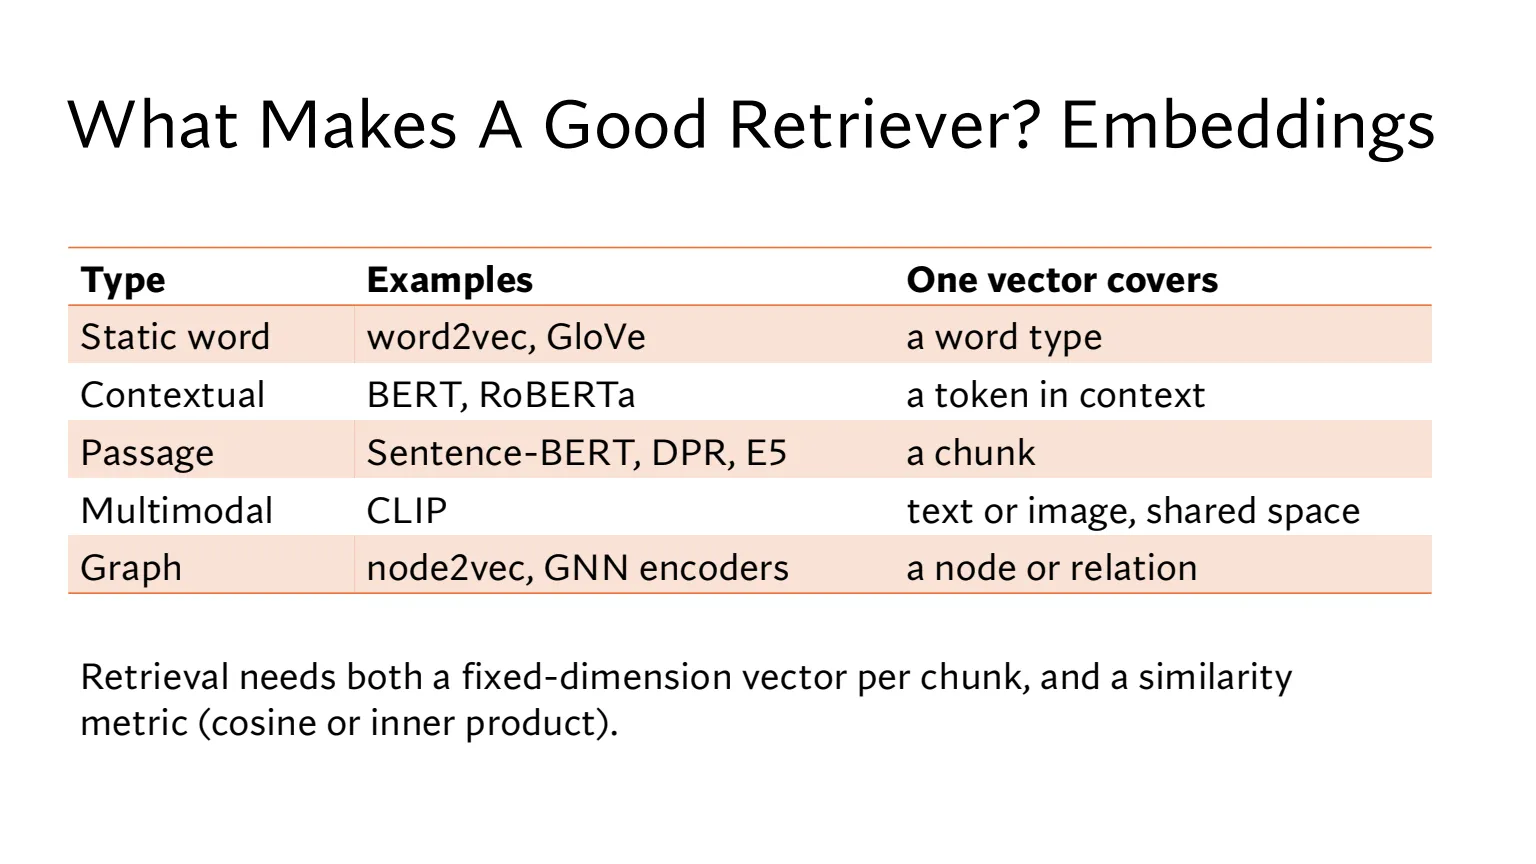 What Makes A Good Retriever? Embeddings
Type Examples One vector covers
Static word word2vec, GloVe a word type
Contextual BERT, RoBERTa a token in context
Passage Sentence-BERT, DPR, E5 a chunk
Multimodal CLIP text or image, shared space
Graph node2vec, GNN encoders a node or relation
Retrieval needs both a fixed-dimension vector per chunk, and a similarity
metric (cosine or inner product).